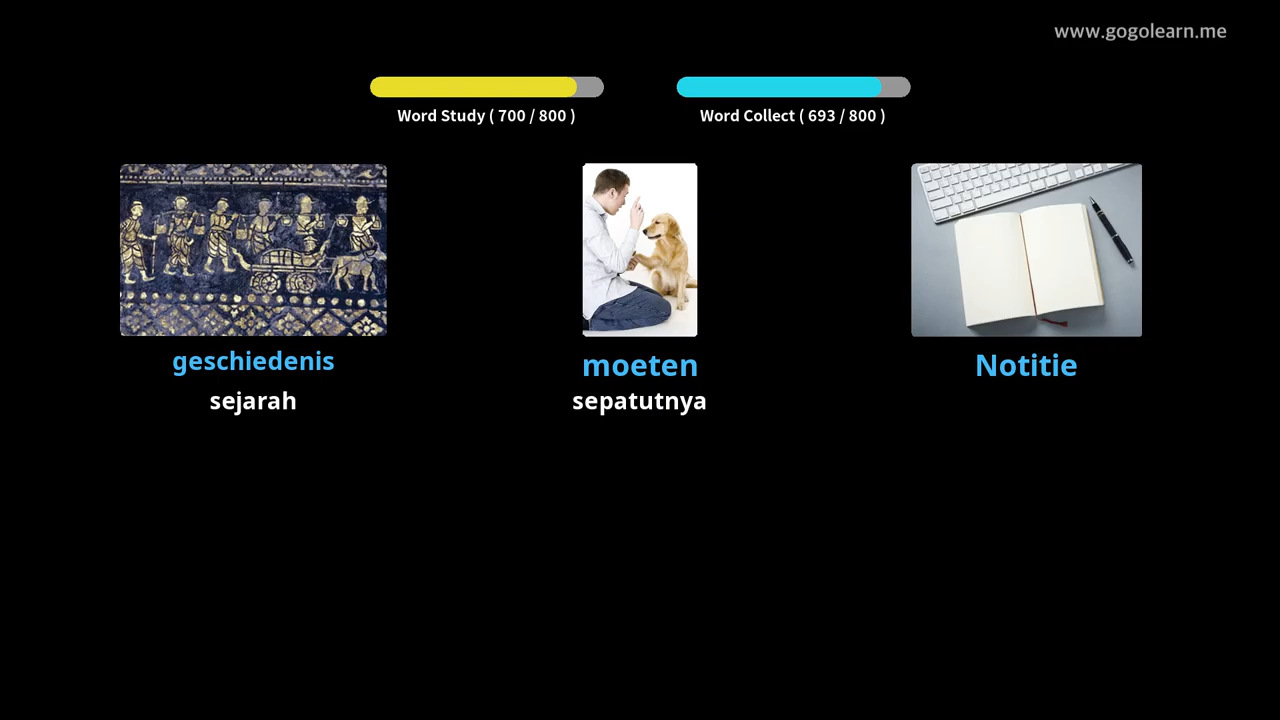 www.gogolearn.me
Word Study ( 700 / 800 )
Word Collect ( 693 / 800 )
geschiedenis
sejarah
moeten
sepatutnya
Notitie